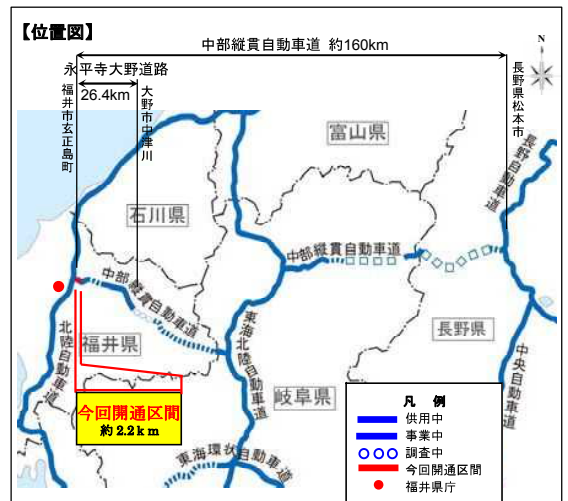 【位置図】
中部縦貫自動車道 約160km
N
永平寺大野道路
26.4km
福井市玄正島町
大野市中津川
長野県松本市
富山県
長野自動車道
石川県
中部縦貫自動車道
中部縦貫自動車道
福井県
北陸自動車道
東海北陸自動車道
長野県
岐阜県
中央自動車道
今回開通区間
約2.2km
東海環状自動車道
凡 例
供用中
事業中
調査中
今回開通区間
福井県庁